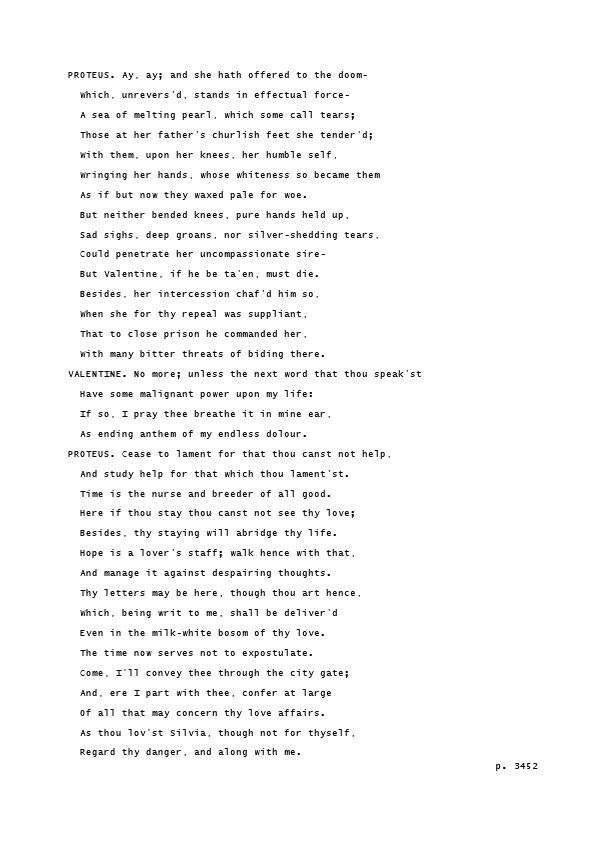 PROTEUS. Ay, ay; and she hath offered to the doom-
Which, unrevers'd, stands in effectual force-
A sea of melting pearl, which some call tears;
Those at her father's churlish feet she tender'd;
With them, upon her knees, her humble self,
Wringing her hands, whose whiteness so became them
As if but now they waxed pale for woe.
But neither bended knees, pure hands held up,
Sad sighs, deep groans, nor silver-shedding tears,
Could penetrate her uncompassionate sire-
But Valentine, if he be ta'en, must die.
Besides, her intercession chaf'd him so,
When she for thy repeal was suppliant,
That to close prison he commanded her,
With many bitter threats of biding there.
VALENTINE. No more; unless the next word that thou speak'st
Have some malignant power upon my life:
If so, I pray thee breathe it in mine ear,
As ending anthem of my endless dolour.
PROTEUS. Cease to lament for that thou canst not help,
And study help for that which thou lament'st.
Time is the nurse and breeder of all good.
Here if thou stay thou canst not see thy love;
Besides, thy staying will abridge thy life.
Hope is a lover's staff; walk hence with that,
And manage it against despairing thoughts.
Thy letters may be here, though thou art hence,
Which, being writ to me, shall be deliver'd
Even in the milk-white bosom of thy love.
The time now serves not to expostulate.
Come, I'll convey thee through the city gate;
And, ere I part with thee, confer at large
Of all that may concern thy love affairs.
As thou lov'st Silvia, though not for thyself,
Regard thy danger, and along with me.
p. 3452